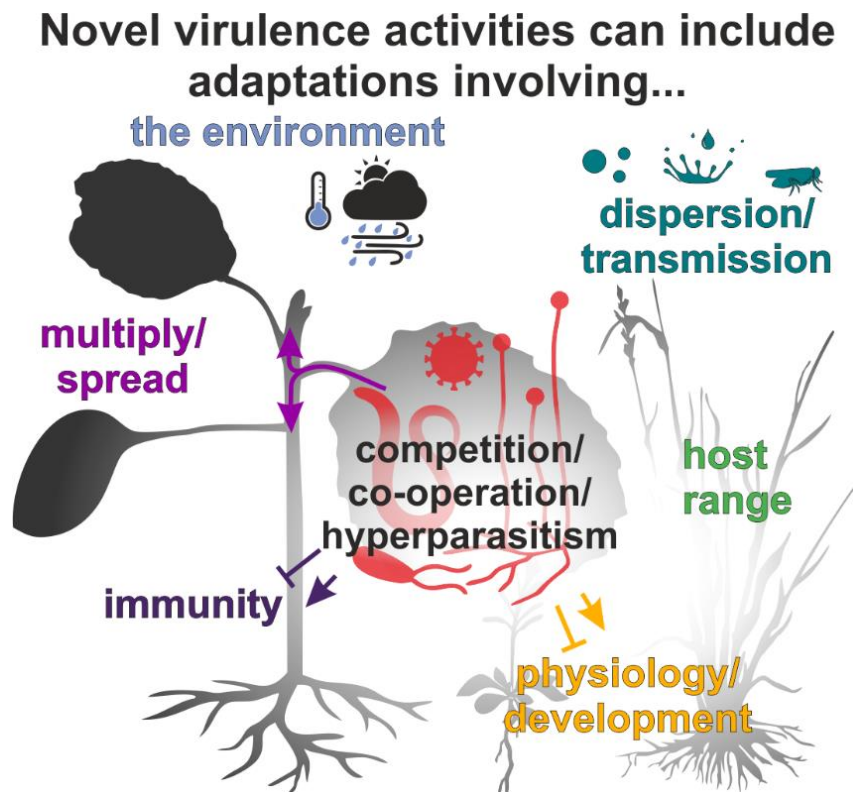 Novel virulence activities can include
adaptations involving...
the environment
dispersion/
transmission
multiply/
spread
competition/
co-operation/
hyperparasitism
host
range
immunity
physiology/
development